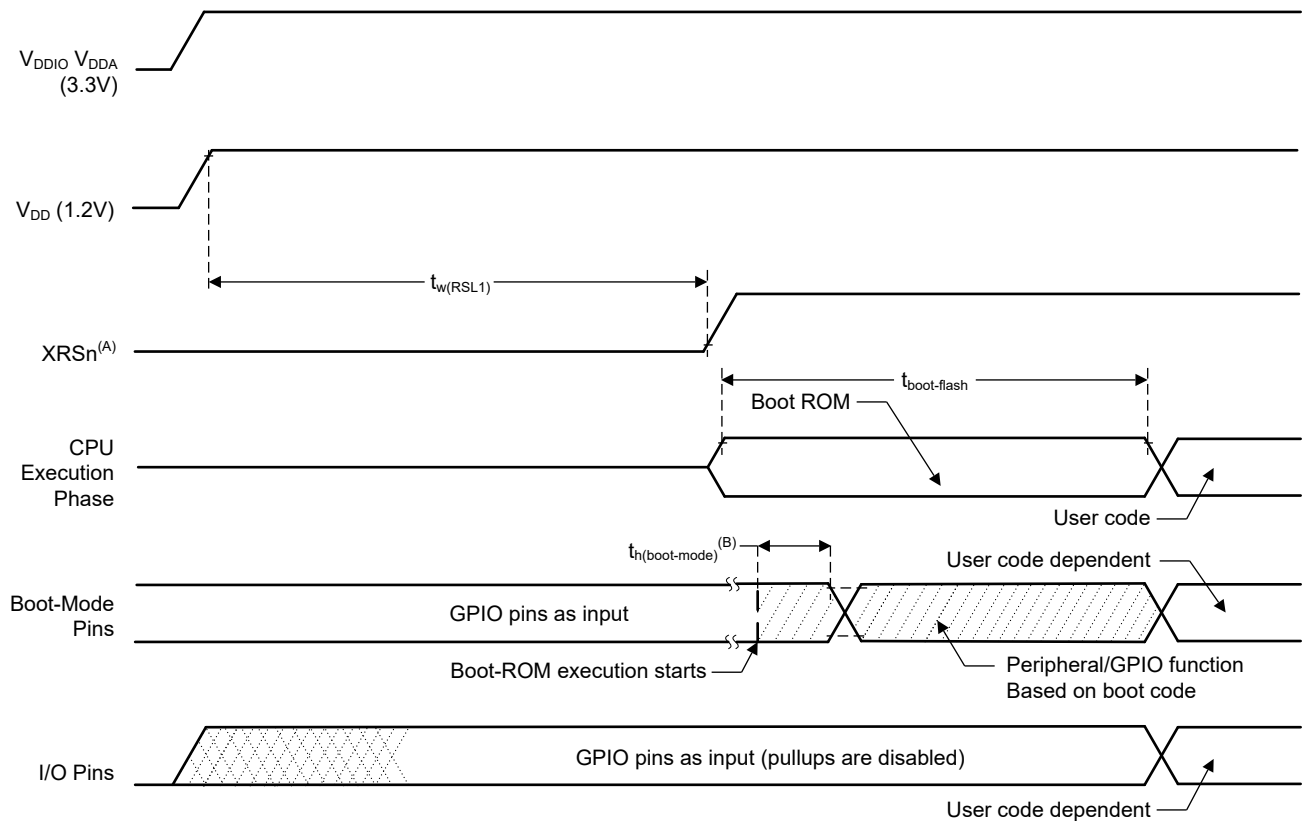 VDDIO VDDA
(3.3V)
VDD (1.2V)
tw(RSL1)
XRSn(A)
tboot-flash
Boot ROM
CPU
Execution
Phase
User code
th(boot-mode)(B)
User code dependent
Boot-Mode
Pins
GPIO pins as input
Boot-ROM execution starts
Peripheral/GPIO function
Based on boot code
I/O Pins
GPIO pins as input (pullups are disabled)
User code dependent